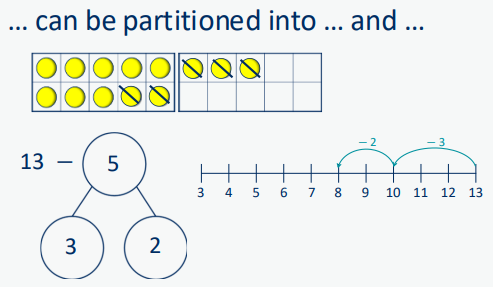 ... can be partitioned into ... and ...
13 − 5
3 2
− 2 − 3
3 4 5 6 7 8 9 10 11 12 13